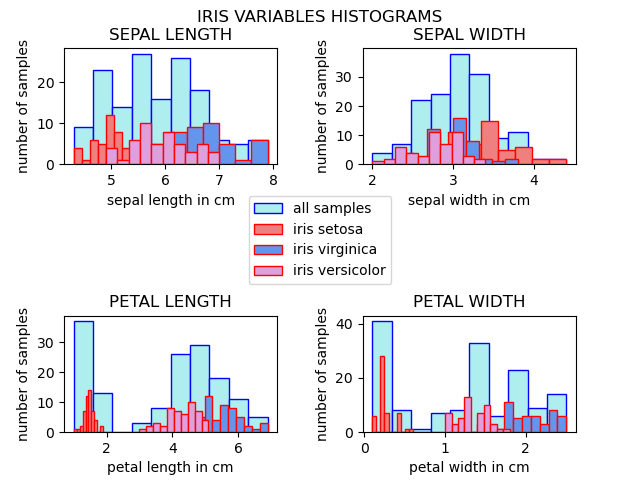 IRIS VARIABLES HISTOGRAMS
SEPAL LENGTH
number of samples
0
10
20
5
6
7
8
sepal length in cm
SEPAL WIDTH
number of samples
0
10
20
30
2
3
4
sepal width in cm
all samples
iris setosa
iris virginica
iris versicolor
PETAL LENGTH
number of samples
0
10
20
30
2
4
6
petal length in cm
PETAL WIDTH
number of samples
0
20
40
0
1
2
petal width in cm